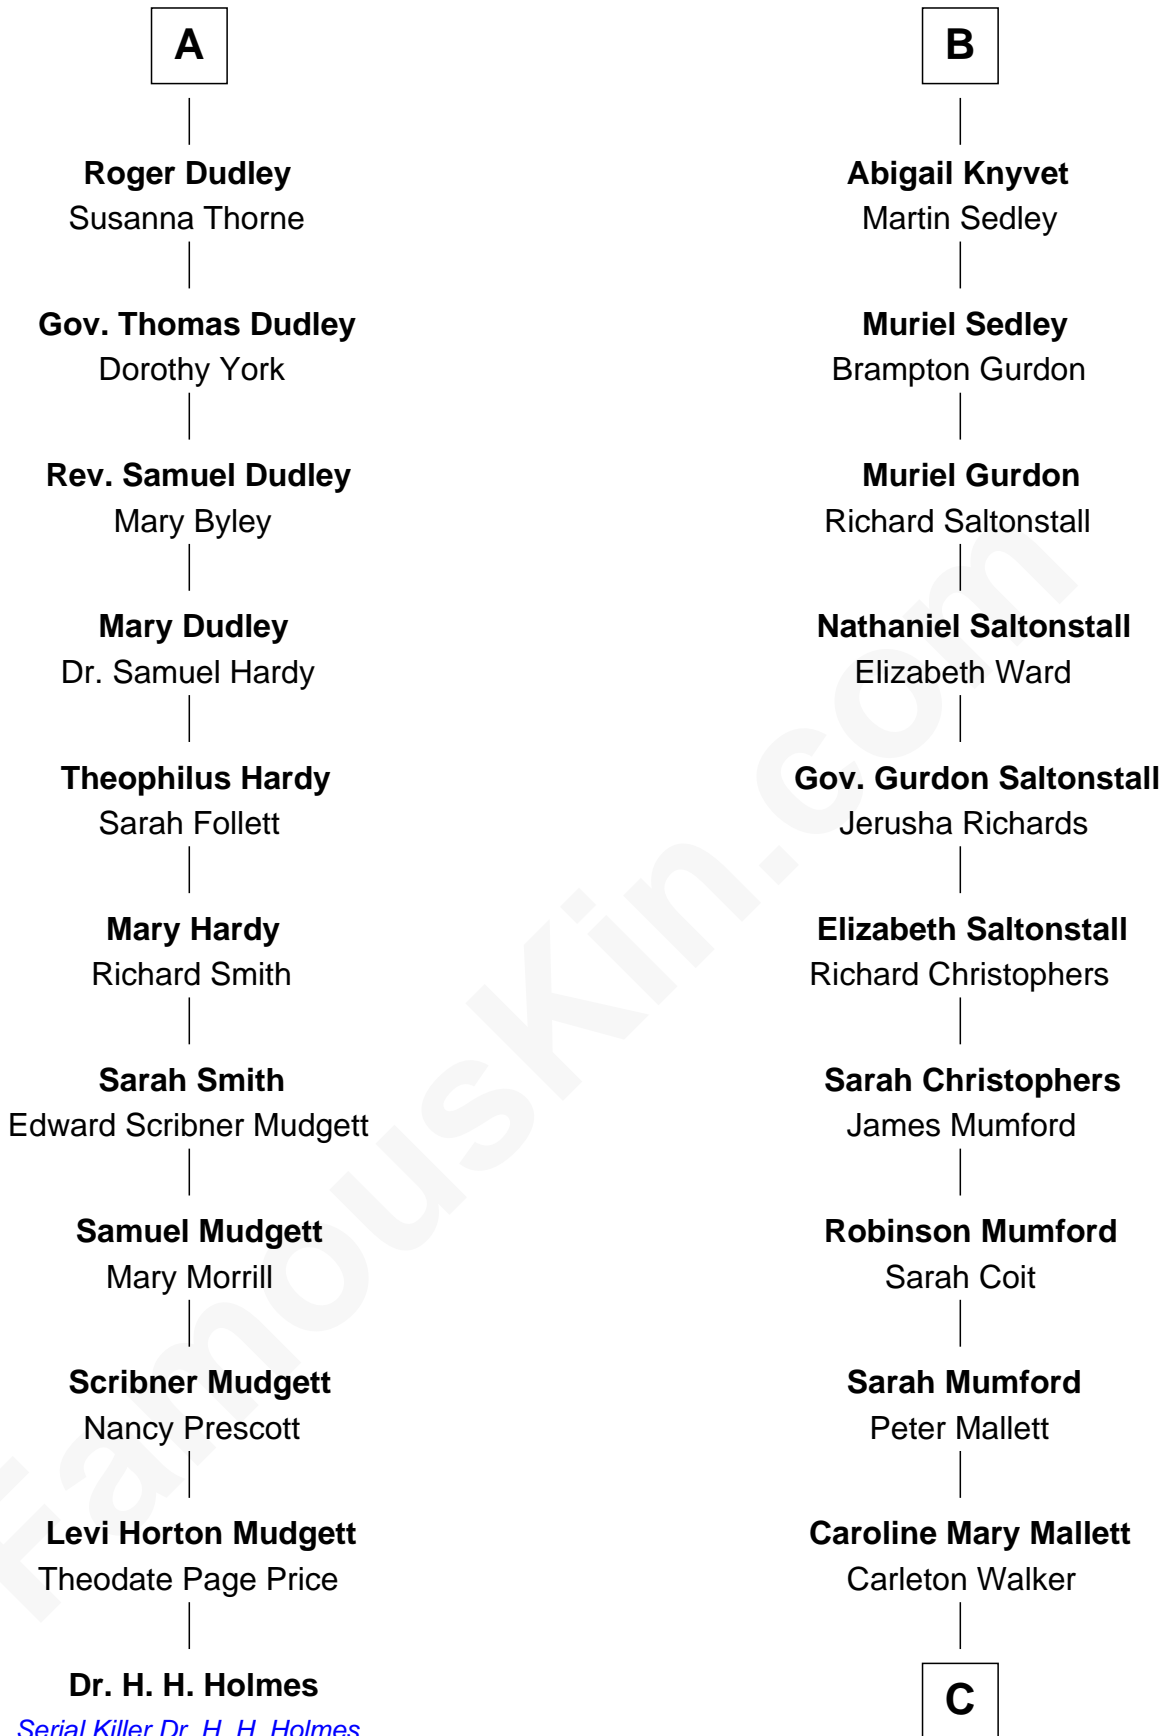 A
Roger Dudley
Susanna Thorne
Gov. Thomas Dudley
Dorothy York
Rev. Samuel Dudley
Mary Byley
Mary Dudley
Dr. Samuel Hardy
Theophilus Hardy
Sarah Follett
Mary Hardy
Richard Smith
Sarah Smith
Edward Scribner Mudgett
Samuel Mudgett
Mary Morrill
Scribner Mudgett
Nancy Prescott
Levi Horton Mudgett
Theodate Page Price
Dr. H. H. Holmes
Serial Killer Dr. H. H. Holmes
B
Abigail Knyvet
Martin Sedley
Muriel Sedley
Brampton Gurdon
Muriel Gurdon
Richard Saltonstall
Nathaniel Saltonstall
Elizabeth Ward
Gov. Gurdon Saltonstall
Jerusha Richards
Elizabeth Saltonstall
Richard Christophers
Sarah Christophers
James Mumford
Robinson Mumford
Sarah Coit
Sarah Mumford
Peter Mallett
Caroline Mary Mallett
Carleton Walker
C
FamousKin.com